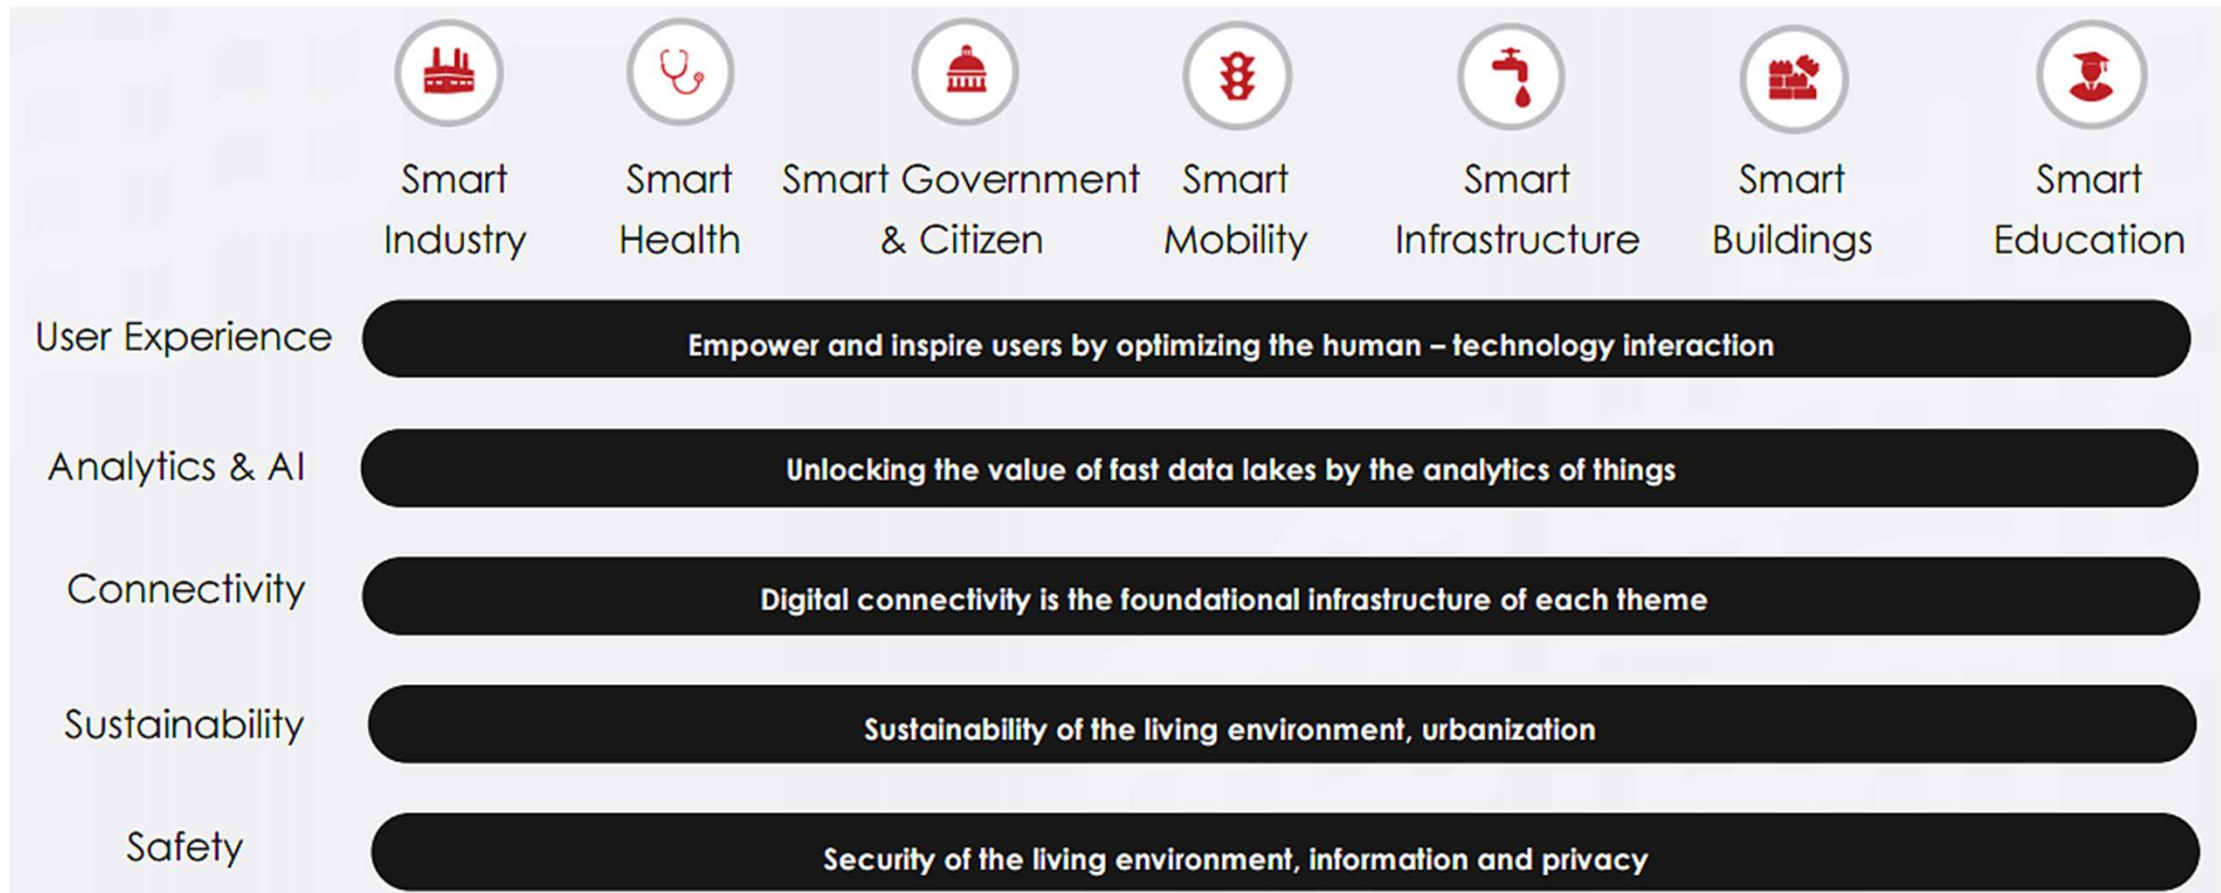 Smart Industry
Smart Health
Smart Government & Citizen
Smart Mobility
Smart Infrastructure
Smart Buildings
Smart Education
User Experience
Empower and inspire users by optimizing the human – technology interaction
Analytics & AI
Unlocking the value of fast data lakes by the analytics of things
Connectivity
Digital connectivity is the foundational infrastructure of each theme
Sustainability
Sustainability of the living environment, urbanization
Safety
Security of the living environment, information and privacy